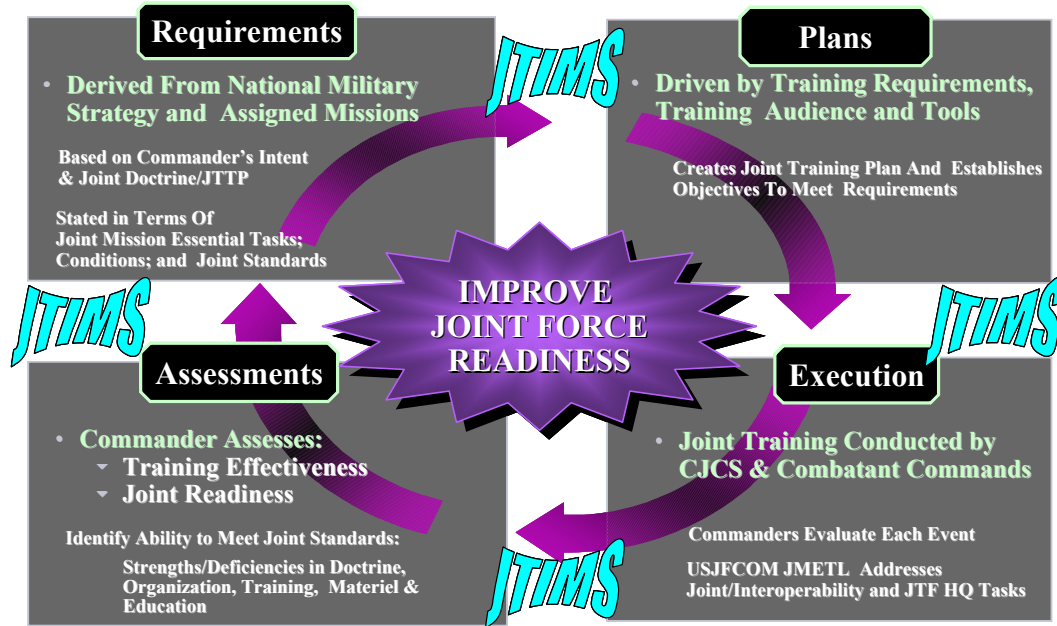 Requirements
• Derived From National Military
Strategy and Assigned Missions
Based on Commander's Intent
& Joint Doctrine/JTTP
Stated in Terms Of
Joint Mission Essential Tasks;
Conditions; and Joint Standards
JTIMS
Plans
• Driven by Training Requirements,
Training Audience and Tools
Creates Joint Training Plan And Establishes
Objectives To Meet Requirements
JTIMS
IMPROVE
JOINT FORCE
READINESS
JTIMS
Assessments
• Commander Assesses:
Training Effectiveness
Joint Readiness
Identify Ability to Meet Joint Standards:
Strengths/Deficiencies in Doctrine,
Organization, Training, Materiel &
Education
JTIMS
Execution
• Joint Training Conducted by
CJCS & Combatant Commands
Commanders Evaluate Each Event
USJFCOM JMETL Addresses
Joint/Interoperability and JTF HQ Tasks